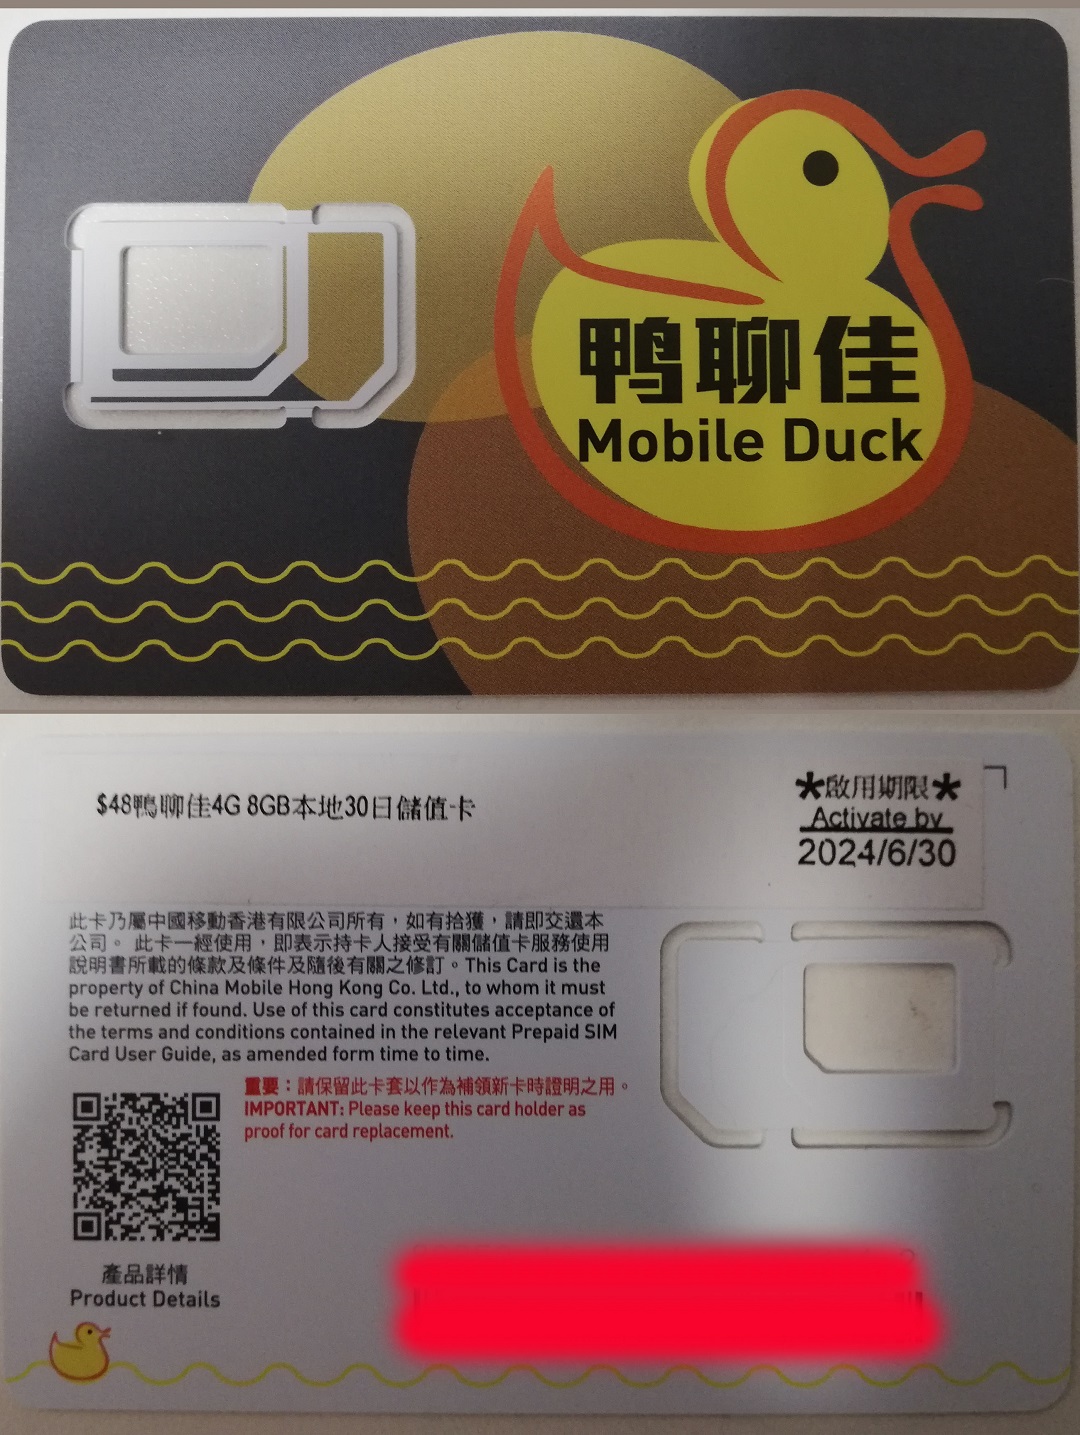 鴨聊佳
Mobile Duck
$48鴨聊佳4G 8GB本地30日儲值卡
*啟用期限*
Activate by
2024/6/30
此卡乃屬中國移動香港有限公司所有，如有拾獲，請即交還本
公司。 此卡一經使用，即表示持卡人接受有關儲值卡服務使用
說明書所載的條款及條件及隨後有關之修訂。This Card is the
property of China Mobile Hong Kong Co. Ltd., to whom it must
be returned if found. Use of this card constitutes acceptance of
the terms and conditions contained in the relevant Prepaid SIM
Card User Guide, as amended form time to time.
重要：請保留此卡套以作為補領新卡時證明之用。
IMPORTANT: Please keep this card holder as
proof for card replacement.
產品詳情
Product Details